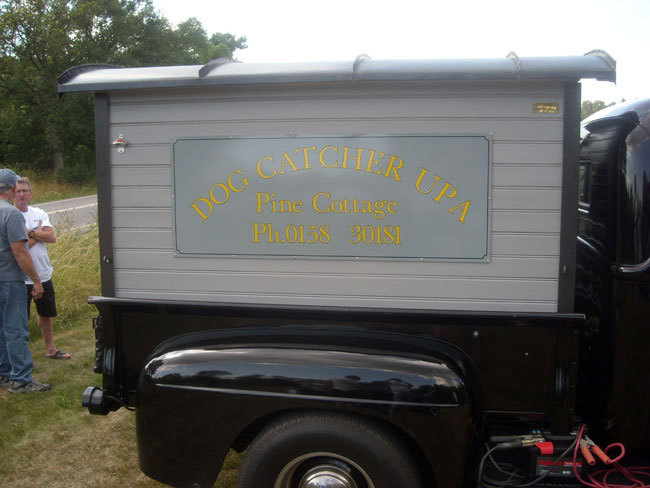 DOG CATCHER UPA
Pine Cottage
Ph.0158 30181